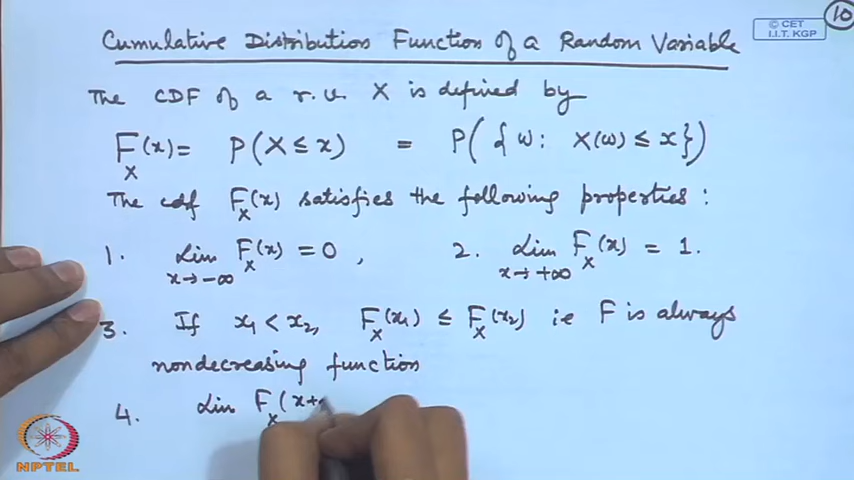 10
© CET
I.I.T. KGP
Cumulative Distribution Function of a Random Variable
The CDF of a r.v. X is defined by
F_X(x) = P(X ≤ x) = P({ω: X(ω) ≤ x})
The cdf F_X(x) satisfies the following properties:
1. lim_{x→-∞} F_X(x) = 0, 2. lim_{x→+∞} F_X(x) = 1.
3. If x₁ < x₂, F_X(x₁) ≤ F_X(x₂) ie F is always
nondecreasing function
4. lim F_X(x+
NPTEL